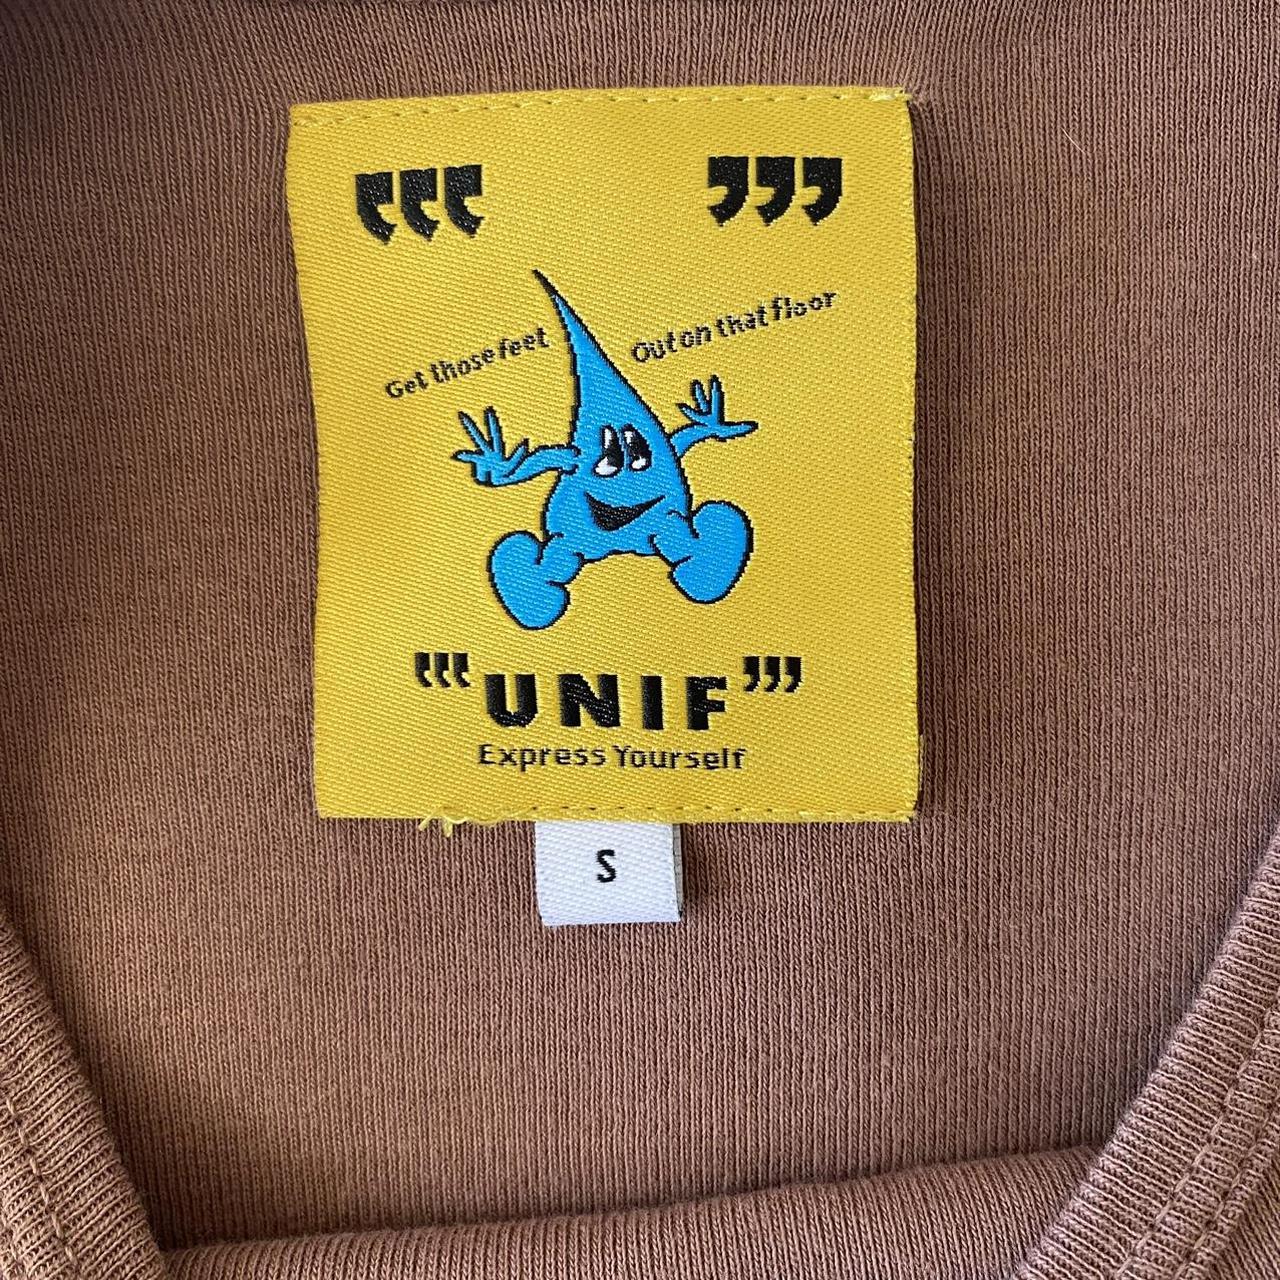 ‘‘‘ ’’’
Get those feet
Out on that floor
‘‘‘UNIF’’’
Express Yourself
S